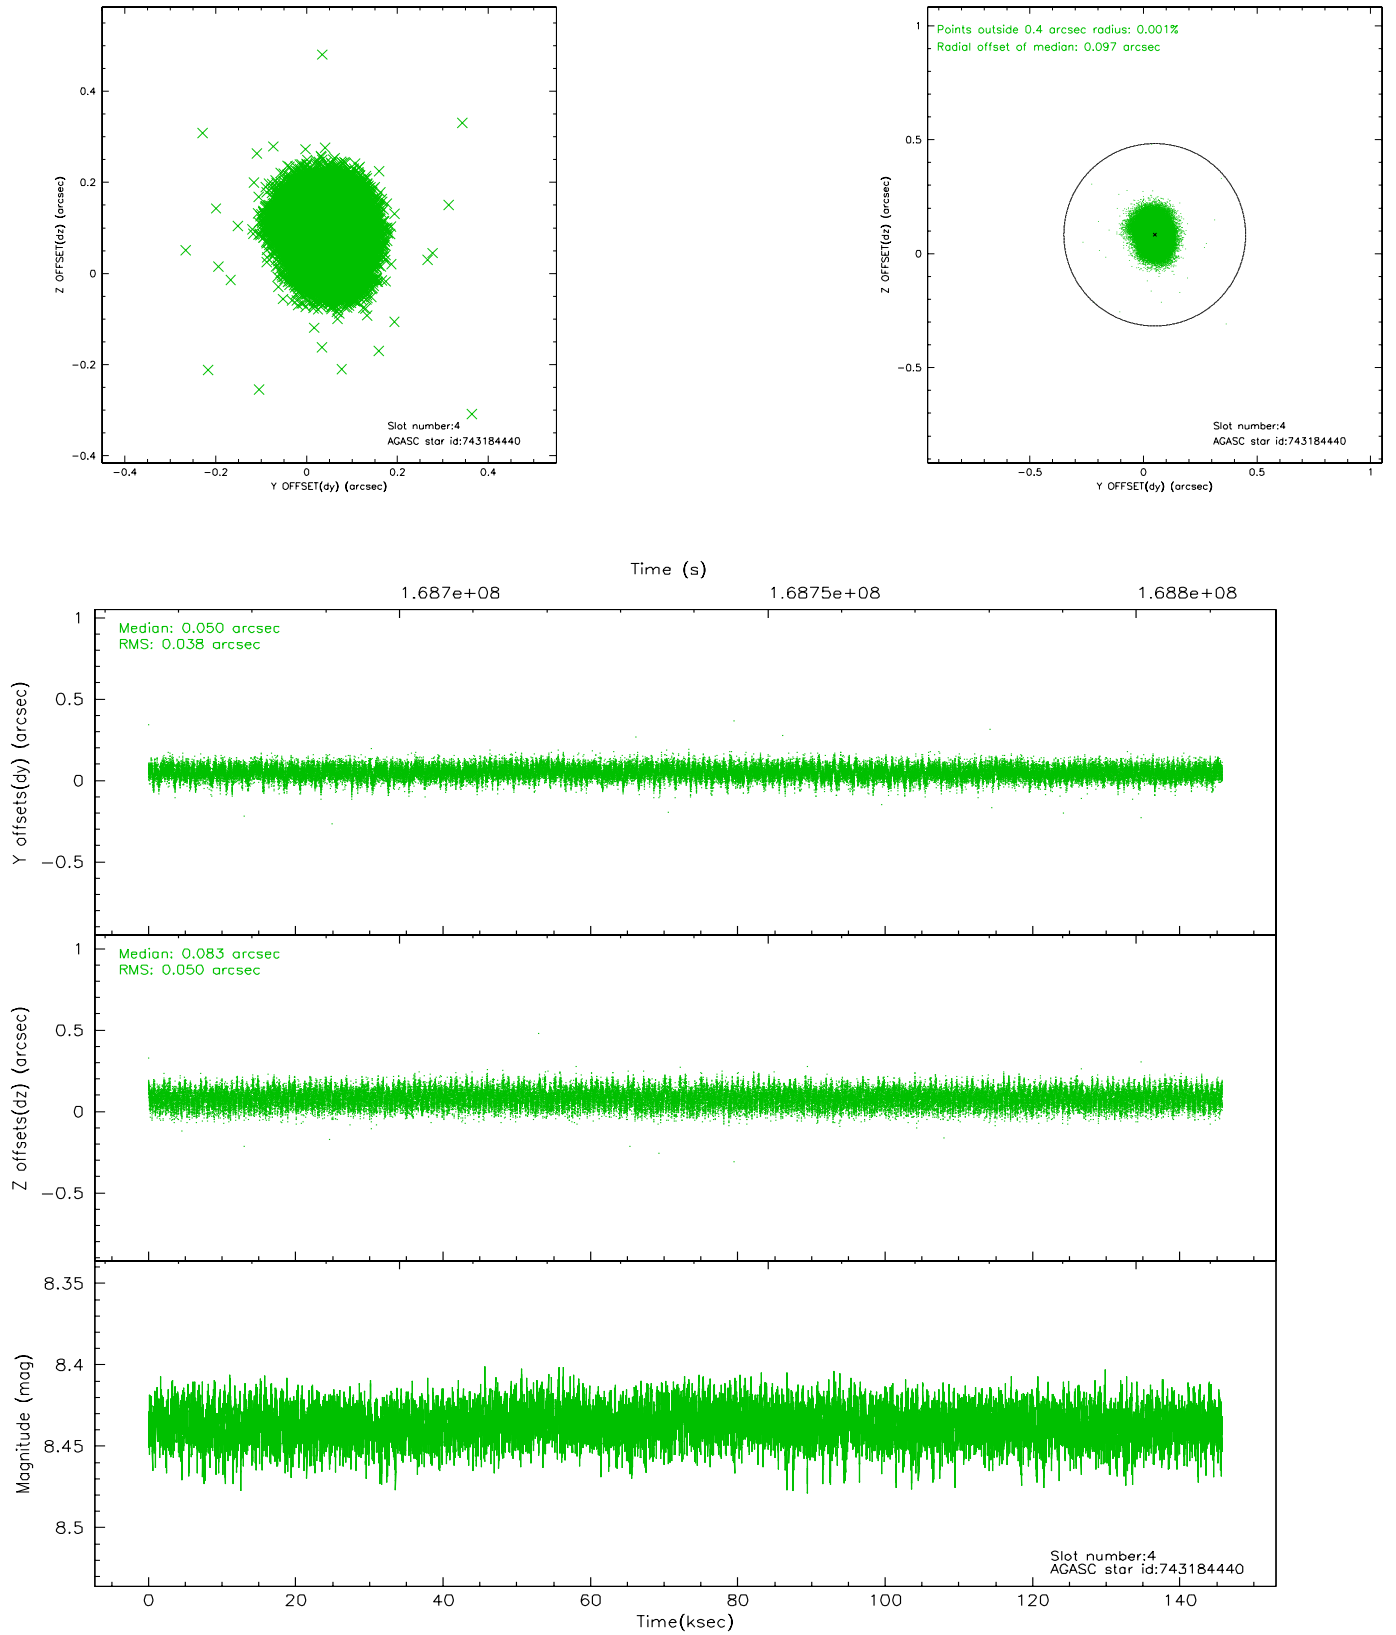 0.4
0.2
0
−0.2
−0.4
Z OFFSET(dz) (arcsec)
Slot number:4
AGASC star id:743184440
−0.4 −0.2 0 0.2 0.4
Y OFFSET(dy) (arcsec)
Points outside 0.4 arcsec radius: 0.001%
Radial offset of median: 0.097 arcsec
1
0.5
0
−0.5
Z OFFSET(dz) (arcsec)
Slot number:4
AGASC star id:743184440
−0.5 0 0.5 1
Y OFFSET(dy) (arcsec)
Time (s)
1.687e+08 1.6875e+08 1.688e+08
Median: 0.050 arcsec
RMS: 0.038 arcsec
1
0.5
0
−0.5
Y offsets(dy) (arcsec)
Median: 0.083 arcsec
RMS: 0.050 arcsec
1
0.5
0
−0.5
Z offsets(dz) (arcsec)
8.35
8.4
8.45
8.5
Magnitude (mag)
Slot number:4
AGASC star id:743184440
0 20 40 60 80 100 120 140
Time(ksec)